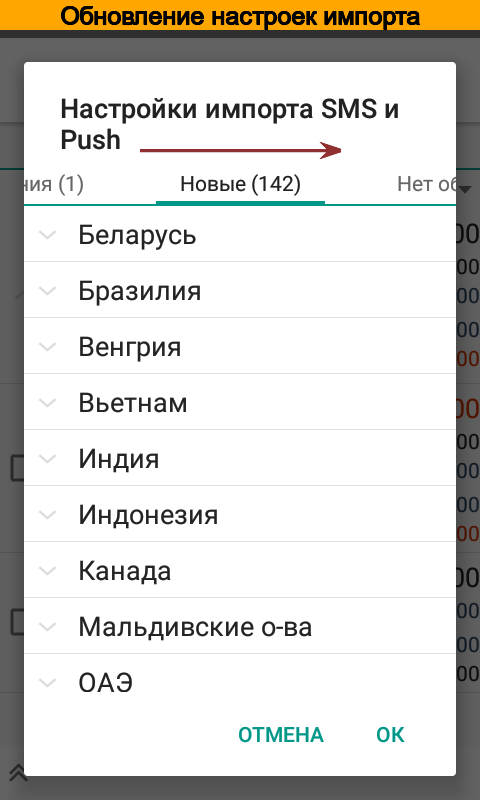 Обновление настроек импорта
Настройки импорта SMS и
Push
ния (1) Новые (142) Нет об
Беларусь
Бразилия
Венгрия
Вьетнам
Индия
Индонезия
Канада
Мальдивские о-ва
ОАЭ
ОТМЕНА ОК